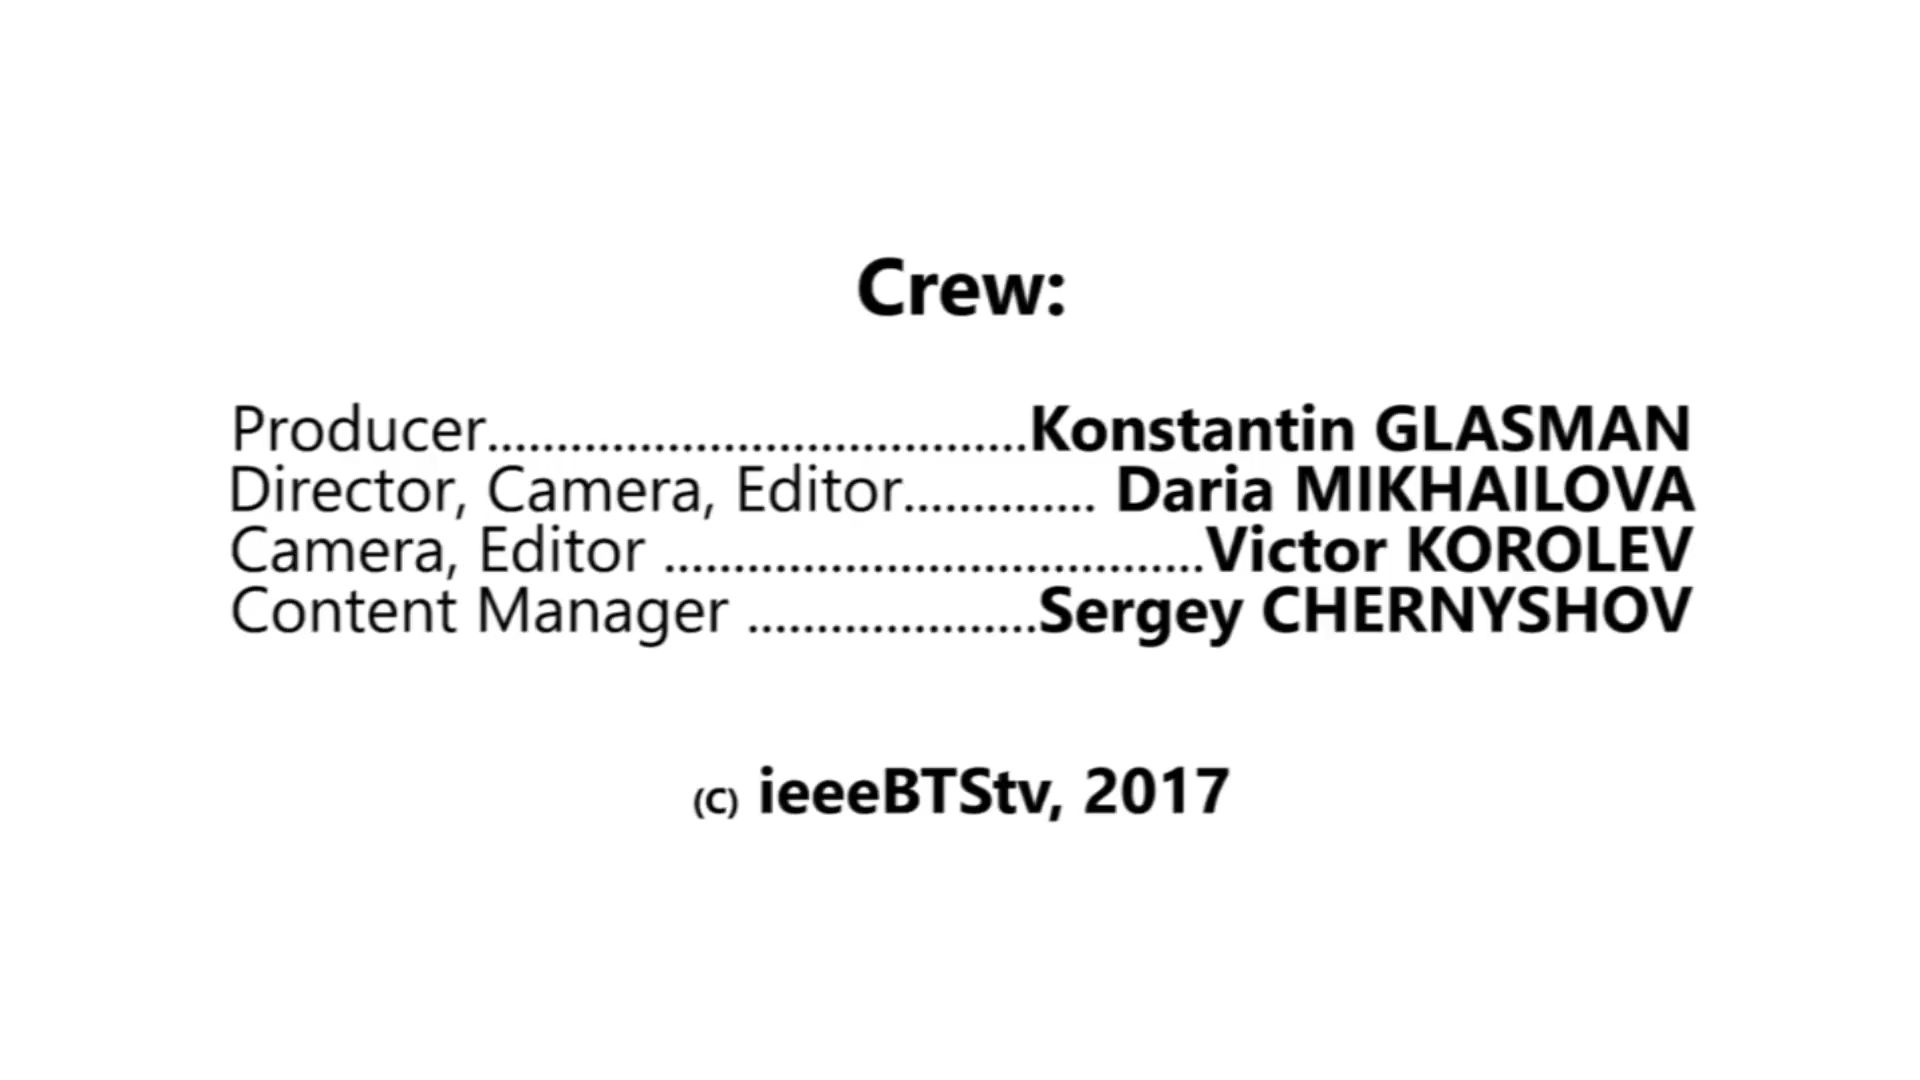 Crew:
Producer.......................................Konstantin GLASMAN
Director, Camera, Editor.............. Daria MIKHAILOVA
Camera, Editor .......................................Victor KOROLEV
Content Manager .....................Sergey CHERNYSHOV
(C) ieeeBTStv, 2017